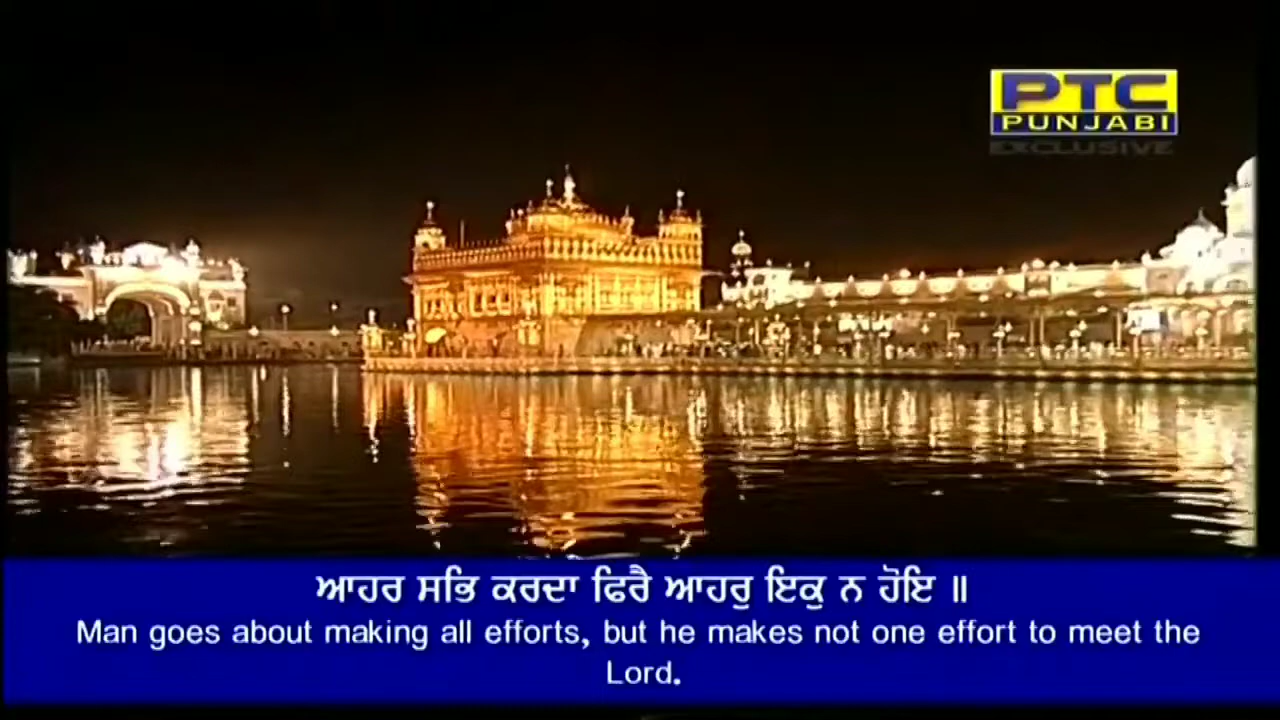 PTC
PUNJABI
EXCLUSIVE
ਆਹਰ ਸਭਿ ਕਰਦਾ ਫਿਰੈ ਆਹਰੁ ਇਕੁ ਨ ਹੋਇ ॥
Man goes about making all efforts, but he makes not one effort to meet the
Lord.